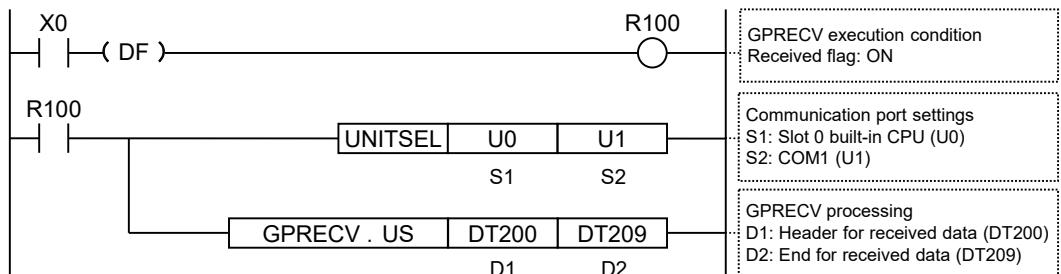 X0
( DF )
R100
GPRECV execution condition
Received flag: ON
R100
UNITSEL U0 U1
S1 S2
Communication port settings
S1: Slot 0 built-in CPU (U0)
S2: COM1 (U1)
GPRECV . US DT200 DT209
D1 D2
GPRECV processing
D1: Header for received data (DT200)
D2: End for received data (DT209)